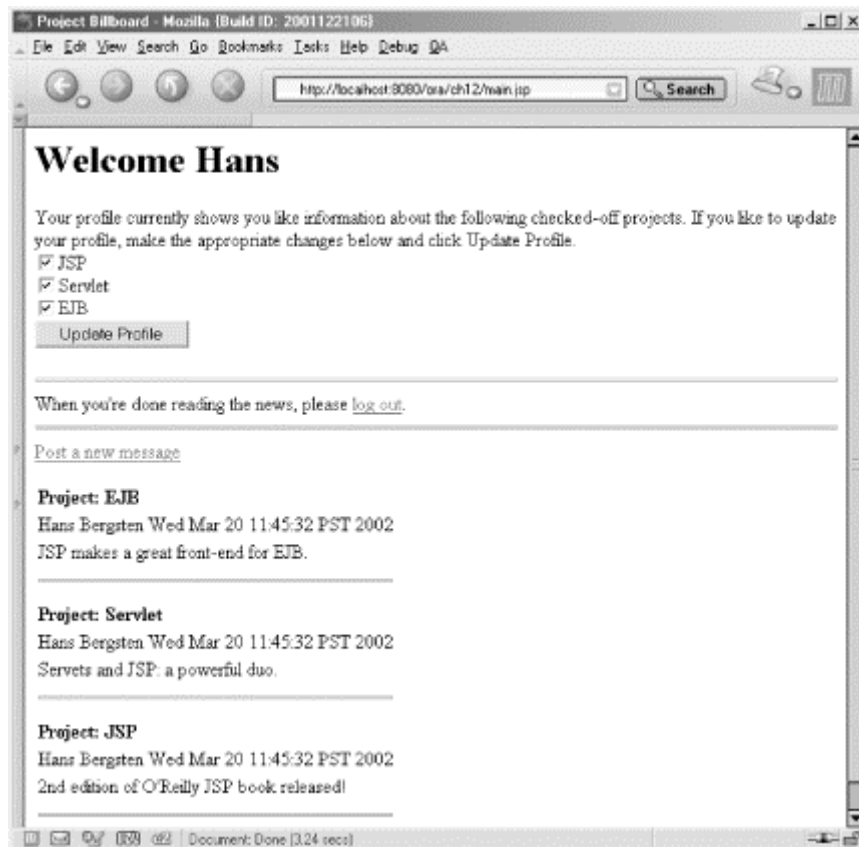 Project Billboard - Mozilla {Build ID: 2001122106}
File Edit View Search Go Bookmarks Tasks Help Debug QA
http://localhost:8080/ora/ch12/main.jsp Search
Welcome Hans
Your profile currently shows you like information about the following checked-off projects. If you like to update
your profile, make the appropriate changes below and click Update Profile.
JSP
Servlet
EJB
Update Profile
When you're done reading the news, please log out.
Post a new message
Project: EJB
Hans Bergsten Wed Mar 20 11:45:32 PST 2002
JSP makes a great front-end for EJB.
Project: Servlet
Hans Bergsten Wed Mar 20 11:45:32 PST 2002
Servets and JSP: a powerful duo.
Project: JSP
Hans Bergsten Wed Mar 20 11:45:32 PST 2002
2nd edition of O'Reilly JSP book released!
Document: Done (3.24 secs)